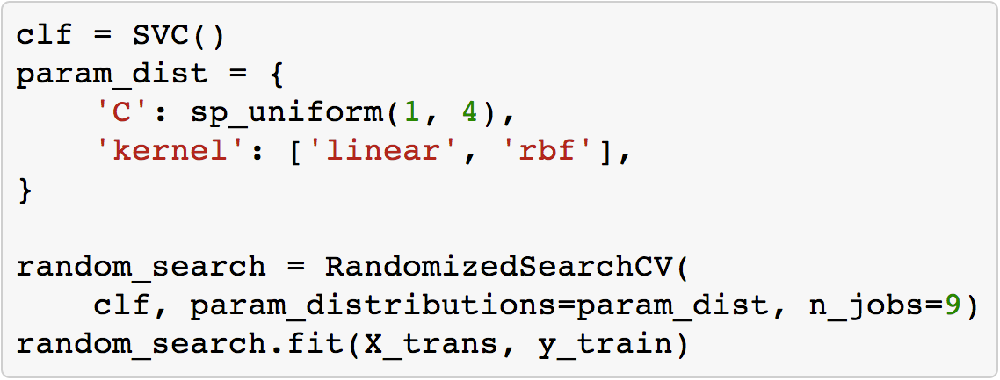 clf = SVC()
param_dist = {
    'C': sp_uniform(1, 4),
    'kernel': ['linear', 'rbf'],
}

random_search = RandomizedSearchCV(
    clf, param_distributions=param_dist, n_jobs=9)
random_search.fit(X_trans, y_train)